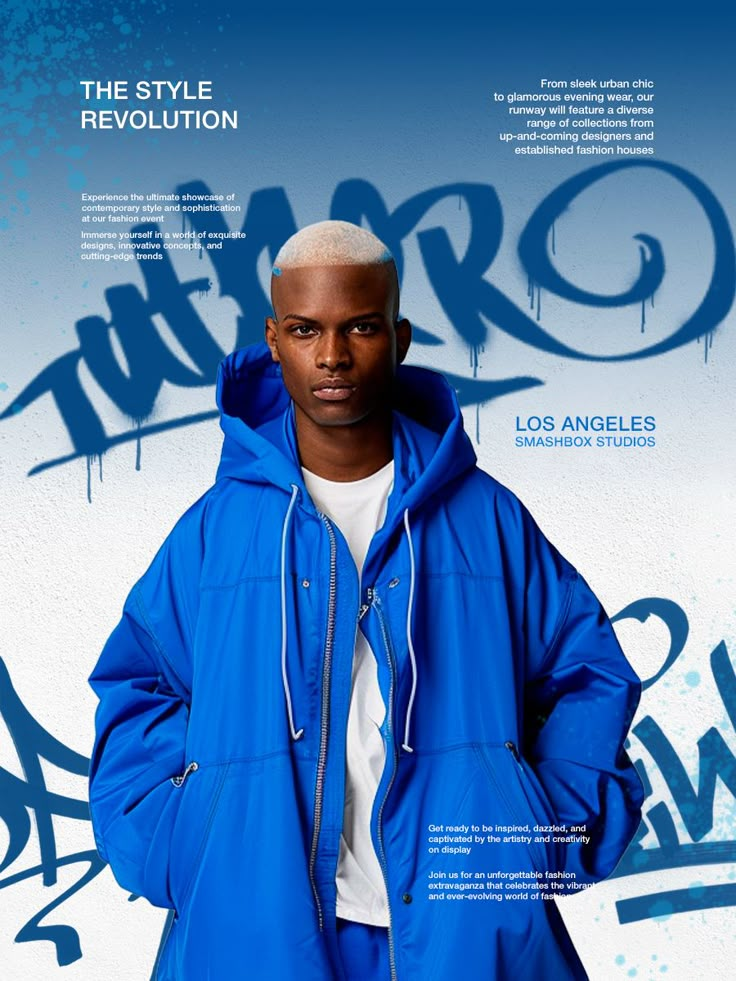 THE STYLE
REVOLUTION
From sleek urban chic
to glamorous evening wear, our
runway will feature a diverse
range of collections from
up-and-coming designers and
established fashion houses
Experience the ultimate showcase of
contemporary style and sophistication
at our fashion event
Immerse yourself in a world of exquisite
designs, innovative concepts, and
cutting-edge trends
LOS ANGELES
SMASHBOX STUDIOS
Get ready to be inspired, dazzled, and
captivated by the artistry and creativity
on display
Join us for an unforgettable fashion
extravaganza that celebrates the vibrant
and ever-evolving world of fashion